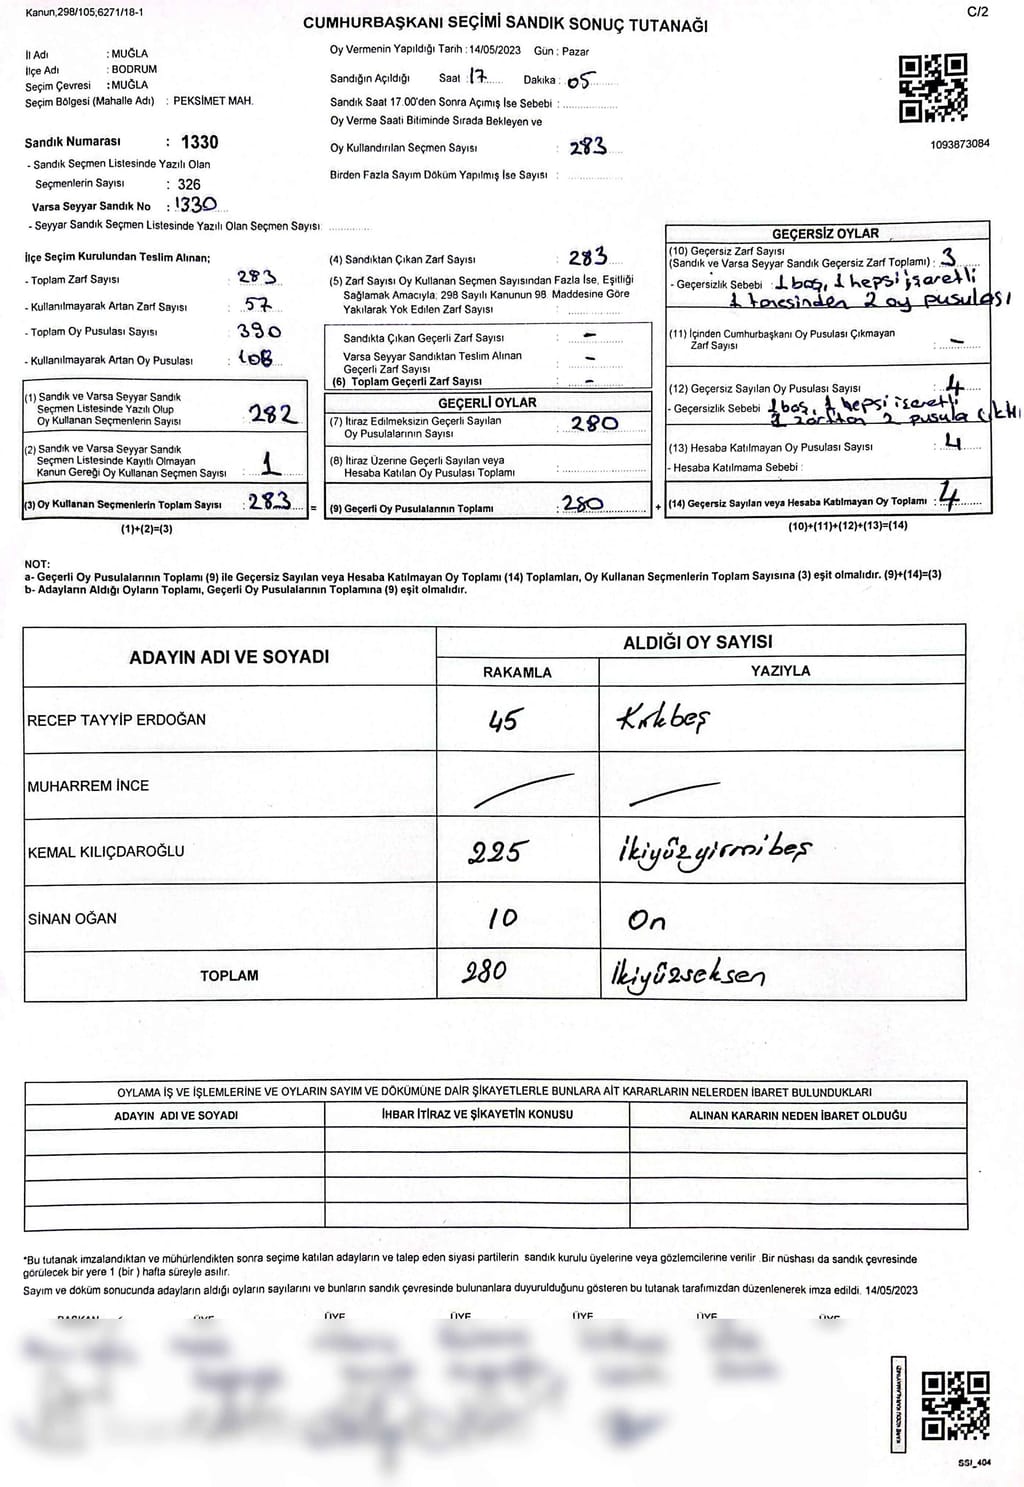 Kanun,298/105,6271/18-1
C/2
CUMHURBAŞKANI SEÇİMİ SANDIK SONUÇ TUTANAĞI
İl Adı : MUĞLA
İlçe Adı : BODRUM
Seçim Çevresi : MUĞLA
Seçim Bölgesi (Mahalle Adı) : PEKSİMET MAH.
Oy Vermenin Yapıldığı Tarih : 14/05/2023 Gün : Pazar
Sandığın Açıldığı Saat : 17 Dakika : 05
Sandık Saat 17.00'den Sonra Açımış İse Sebebi :
Oy Verme Saati Bitiminde Sırada Bekleyen ve
Oy Kullandırılan Seçmen Sayısı : 283
Birden Fazla Sayım Döküm Yapılmış İse Sayısı :
1093873084
Sandık Numarası : 1330
- Sandık Seçmen Listesinde Yazılı Olan
Seçmenlerin Sayısı : 326
Varsa Seyyar Sandık No : 1330
- Seyyar Sandık Seçmen Listesinde Yazılı Olan Seçmen Sayısı:
İlçe Seçim Kurulundan Teslim Alınan;
- Toplam Zarf Sayısı : 283
- Kullanılmayarak Artan Zarf Sayısı : 57
- Toplam Oy Pusulası Sayısı : 390
- Kullanılmayarak Artan Oy Pusulası : 108
(1) Sandık ve Varsa Seyyar Sandık
Seçmen Listesinde Yazılı Olup
Oy Kullanan Seçmenlerin Sayısı : 282
(2) Sandık ve Varsa Seyyar Sandık
Seçmen Listesinde Kayıtlı Olmayan
Kanun Gereği Oy Kullanan Seçmen Sayısı : 1
(3) Oy Kullanan Seçmenlerin Toplam Sayısı : 283 =
(1)+(2)=(3)
(4) Sandıktan Çıkan Zarf Sayısı : 283
(5) Zarf Sayısı Oy Kullanan Seçmen Sayısından Fazla İse, Eşitliği
Sağlamak Amacıyla; 298 Sayılı Kanunun 98. Maddesine Göre
Yakılarak Yok Edilen Zarf Sayısı :
Sandıkta Çıkan Geçerli Zarf Sayısı : -
Varsa Seyyar Sandıktan Teslim Alınan
Geçerli Zarf Sayısı : -
(6) Toplam Geçerli Zarf Sayısı : -
GEÇERLİ OYLAR
(7) İtiraz Edilmeksizin Geçerli Sayılan
Oy Pusulalarının Sayısı : 280
(8) İtiraz Üzerine Geçerli Sayılan veya
Hesaba Katılan Oy Pusulası Toplamı :
(9) Geçerli Oy Pusulalarının Toplamı : 280 +
GEÇERSİZ OYLAR
(10) Geçersiz Zarf Sayısı
(Sandık ve Varsa Seyyar Sandık Geçersiz Zarf Toplamı) : 3
- Geçersizlik Sebebi : 1 boş, 1 hepsi işaretli
1 tanesinden 2 oy pusulası
(11) İçinden Cumhurbaşkanı Oy Pusulası Çıkmayan
Zarf Sayısı : -
(12) Geçersiz Sayılan Oy Pusulası Sayısı : 4
- Geçersizlik Sebebi : 1 boş, 1 hepsi işaretli
1 zarftan 2 pusula çıktı
(13) Hesaba Katılmayan Oy Pusulası Sayısı : 4
- Hesaba Katılmama Sebebi :
(14) Geçersiz Sayılan veya Hesaba Katılmayan Oy Toplamı : 4
(10)+(11)+(12)+(13)=(14)
NOT:
a- Geçerli Oy Pusulalarının Toplamı (9) ile Geçersiz Sayılan veya Hesaba Katılmayan Oy Toplamı (14) Toplamları, Oy Kullanan Seçmenlerin Toplam Sayısına (3) eşit olmalıdır. (9)+(14)=(3)
b- Adayların Aldığı Oyların Toplamı, Geçerli Oy Pusulalarının Toplamına (9) eşit olmalıdır.
ADAYIN ADI VE SOYADI
ALDIĞI OY SAYISI
RAKAMLA
YAZIYLA
RECEP TAYYİP ERDOĞAN 45 Kırkbeş
MUHARREM İNCE
KEMAL KILIÇDAROĞLU 225 İkiyüzyirmibeş
SİNAN OĞAN 10 On
TOPLAM 280 İkiyüzseksen
OYLAMA İŞ VE İŞLEMLERİNE VE OYLARIN SAYIM VE DÖKÜMÜNE DAİR ŞİKAYETLERLE BUNLARA AİT KARARLARIN NELERDEN İBARET BULUNDUKLARI
ADAYIN ADI VE SOYADI
İHBAR İTİRAZ VE ŞİKAYETİN KONUSU
ALINAN KARARIN NEDEN İBARET OLDUĞU
*Bu tutanak imzalandıktan ve mühürlendikten sonra seçime katılan adayların ve talep eden siyasi partilerin sandık kurulu üyelerine veya gözlemcilerine verilir. Bir nüshası da sandık çevresinde
görülecek bir yere 1 (bir ) hafta süreyle asılır.
Sayım ve döküm sonucunda adayların aldığı oyların sayılarını ve bunların sandık çevresinde bulunanlara duyurulduğunu gösteren bu tutanak tarafımızdan düzenlenerek imza edildi. 14/05/2023
BAŞKAN ÜYE ÜYE ÜYE ÜYE ÜYE ÜYE
KARE KODU KARALAMAYINIZ!
SSI_404